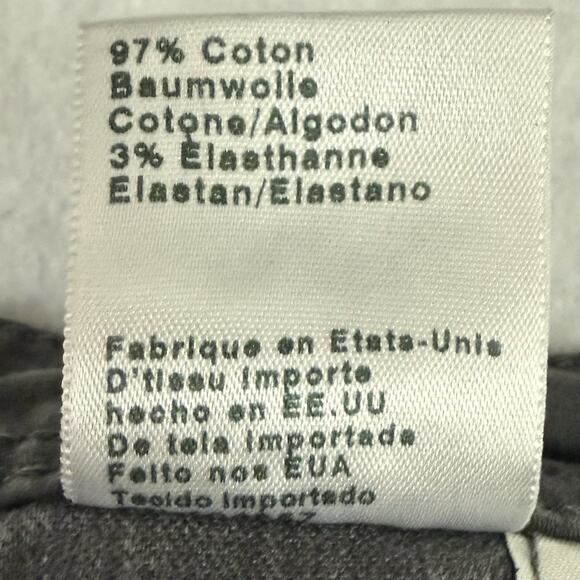 97% Coton
Baumwolle
Cotone/Algodon
3% Elasthanne
Elastan/Elastano
Fabrique en Etats-Unis
D'tissu importe
hecho en EE.UU
De tela importada
Feito nos EUA
Tecido importado